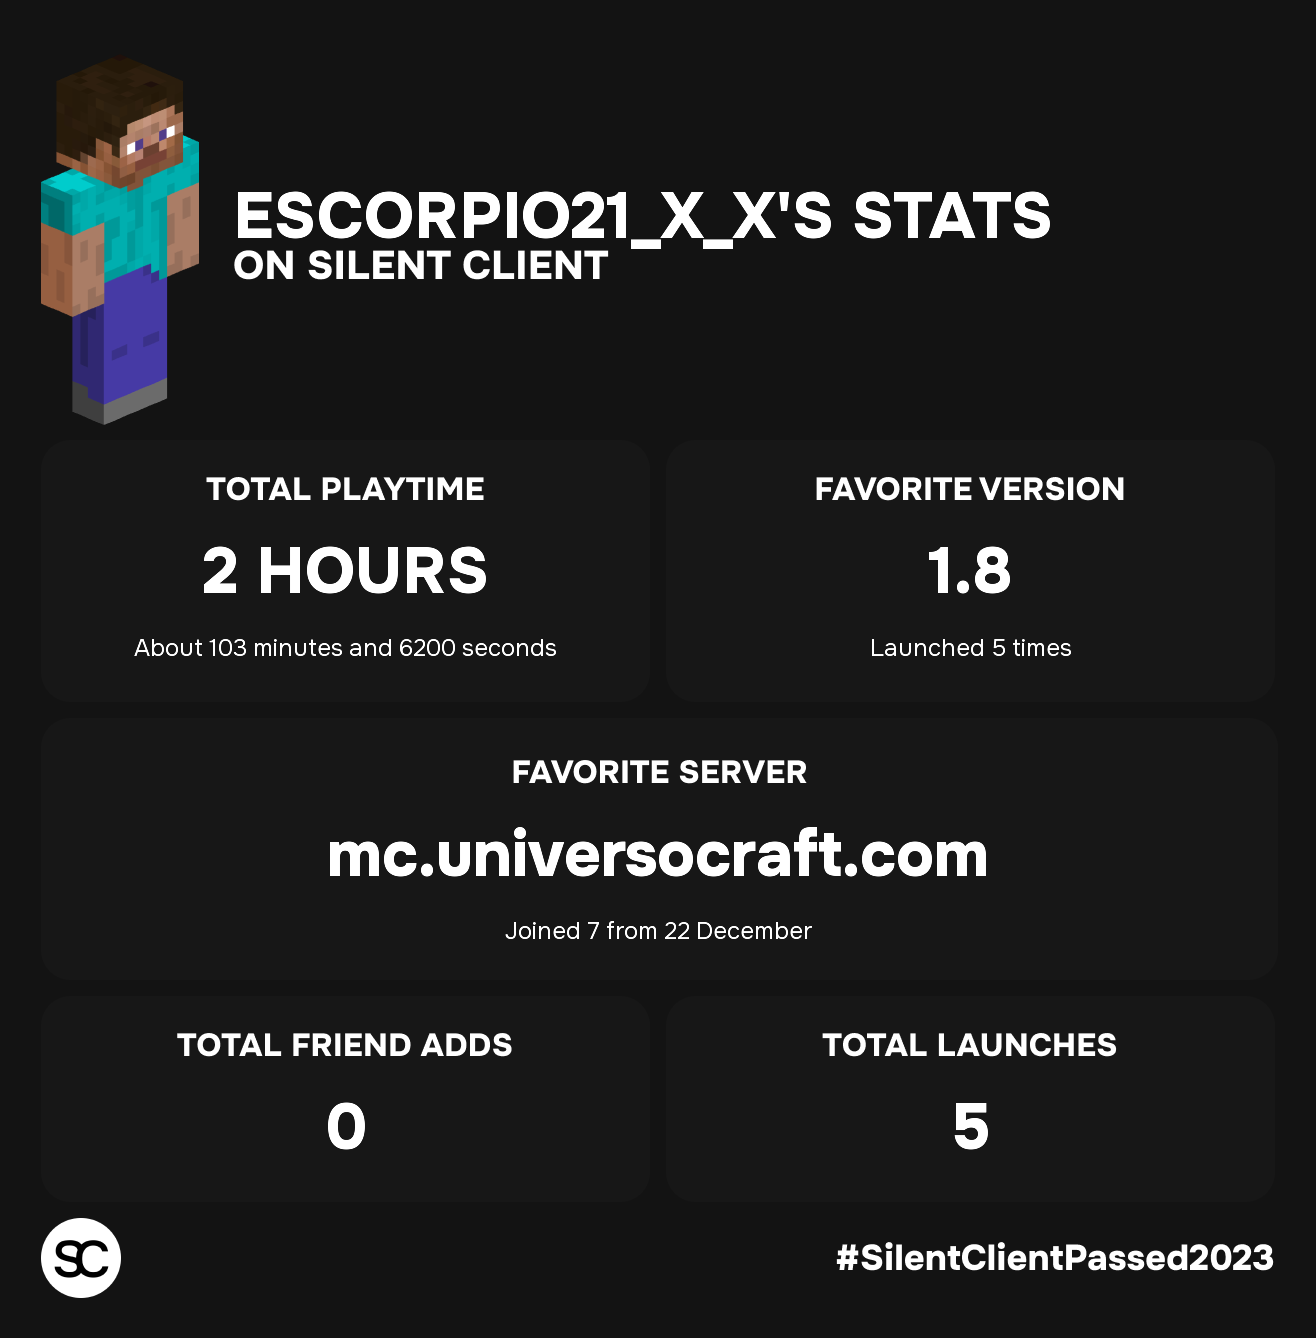 ESCORPIO21_X_X'S STATS
ON SILENT CLIENT
TOTAL PLAYTIME
2 HOURS
About 103 minutes and 6200 seconds
FAVORITE VERSION
1.8
Launched 5 times
FAVORITE SERVER
mc.universocraft.com
Joined 7 from 22 December
TOTAL FRIEND ADDS
0
TOTAL LAUNCHES
5
SC
#SilentClientPassed2023